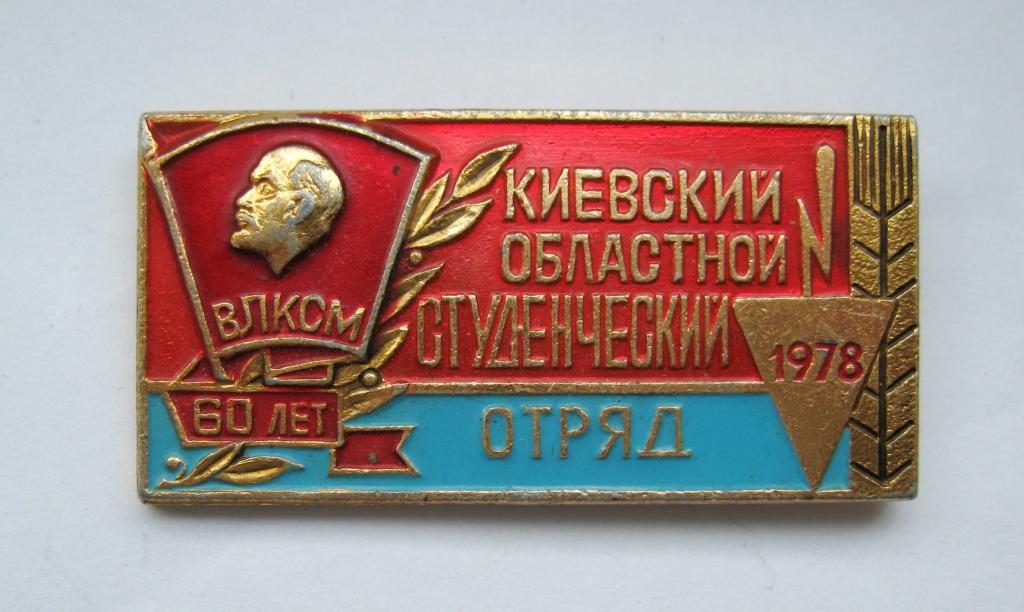 ВЛКСМ
60 ЛЕТ
КИЕВСКИЙ
ОБЛАСТНОЙ
СТУДЕНЧЕСКИЙ
ОТРЯД
1978